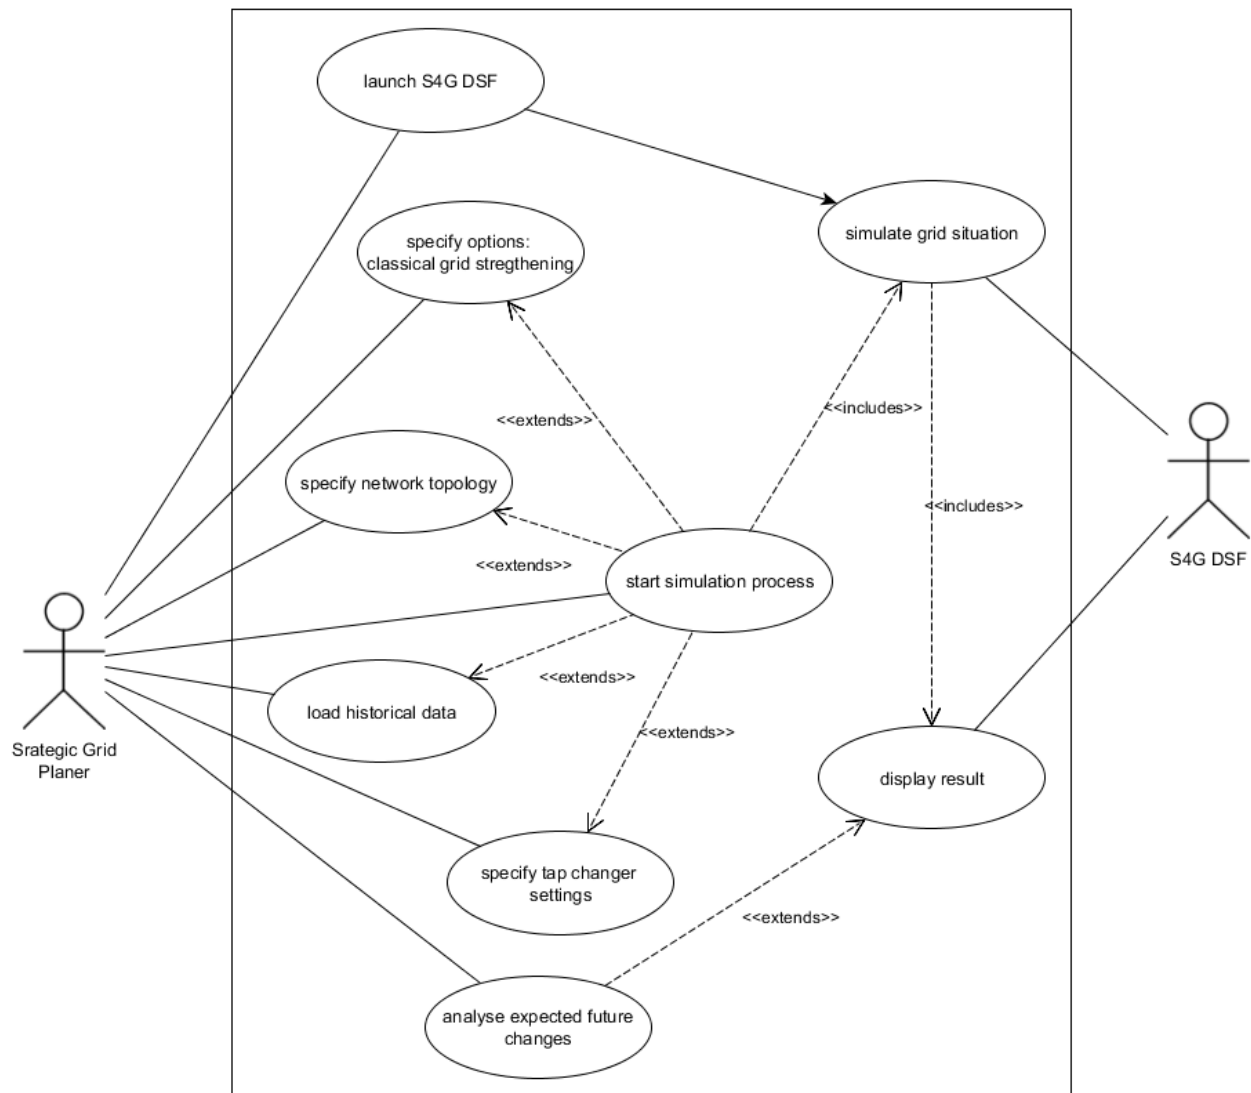 launch S4G DSF
simulate grid situation
specify options:
classical grid stregthening
<<includes>>
<<extends>>
specify network topology
<<includes>>
S4G DSF
<<extends>>
start simulation process
<<extends>>
load historical data
<<extends>>
Srategic Grid
Planer
display result
specify tap changer
settings
<<extends>>
analyse expected future
changes